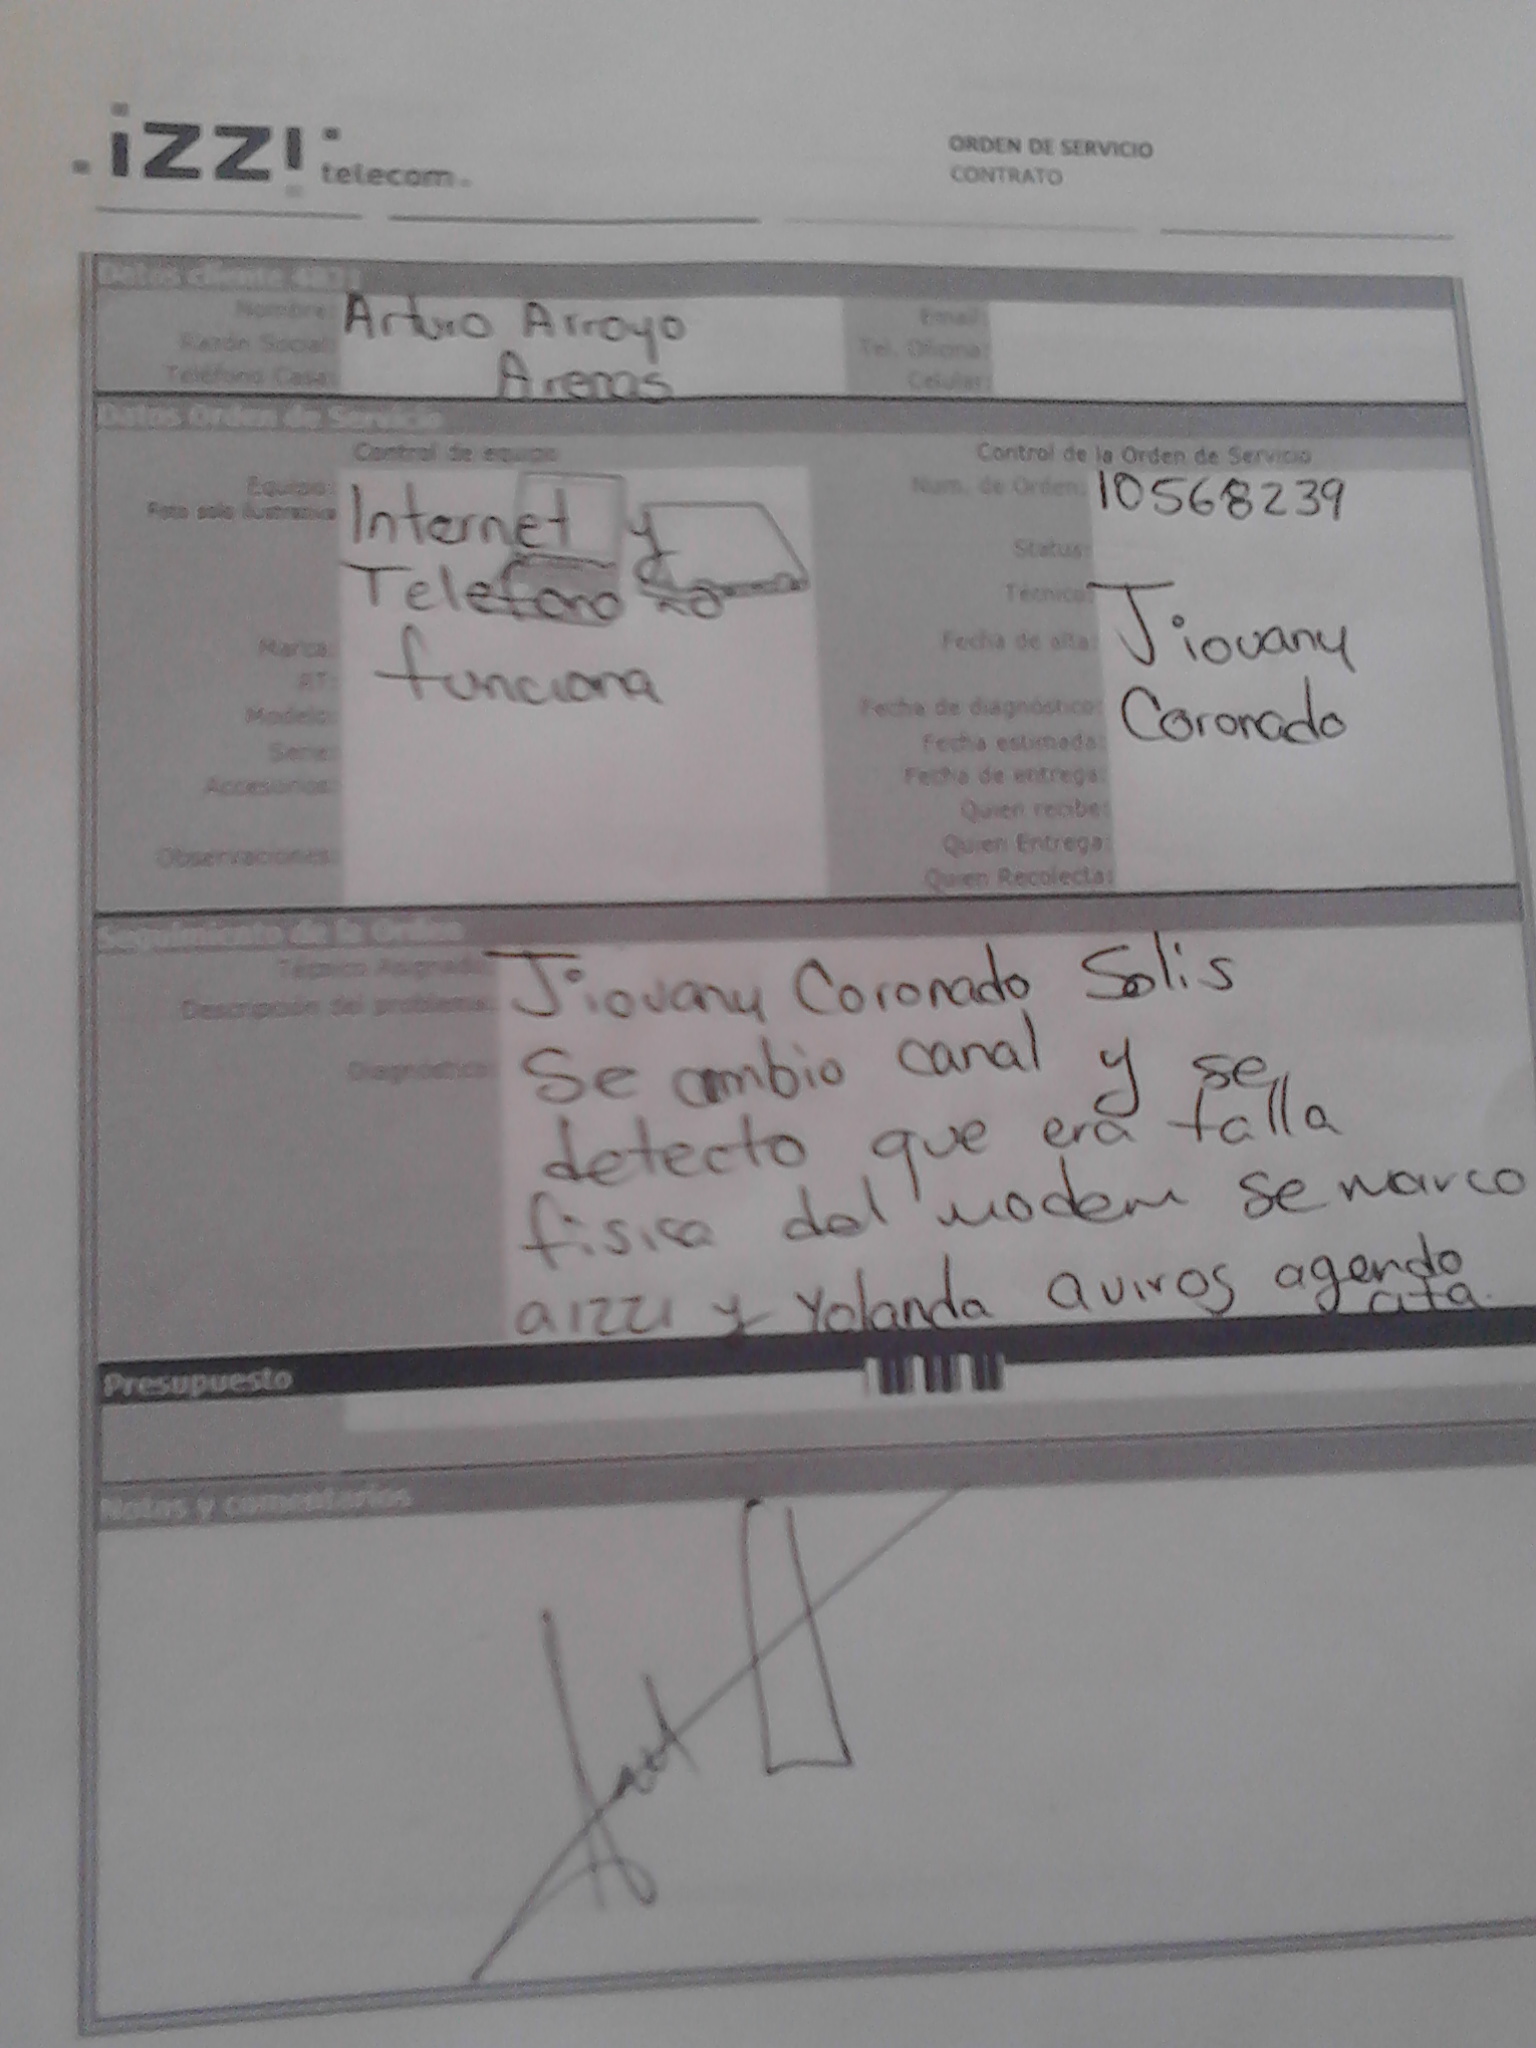 izzi telecom
ORDEN DE SERVICIO
CONTRATO
Datos cliente
Nombre: Arturo Arroyo
Razón Social: Arenas
Teléfono Casa:
Email:
Tel. Oficina:
Celular:
Datos Orden de Servicio
Control de equipo
Equipo: Internet y
Foto solo ilustrativa
Telefono no
funciona
Marca:
RT:
Modelo:
Serie:
Accesorios:
Observaciones:
Control de la Orden de Servicio
Num. de Orden: 10568239
Status:
Técnico: Jiovany
Fecha de alta:
Coronado
Fecha de diagnóstico:
Fecha estimada:
Fecha de entrega:
Quien recibe:
Quien Entrega:
Quien Recolecta:
Seguimiento de la Orden
Técnico Asignado: Jiovany Coronado Solis
Descripción del problema:
Diagnóstico: Se cambio canal y se
detecto que era falla
fisica del modem se marco
a izzi y Yolanda Quiros agendo
cita.
Presupuesto
Notas y comentarios